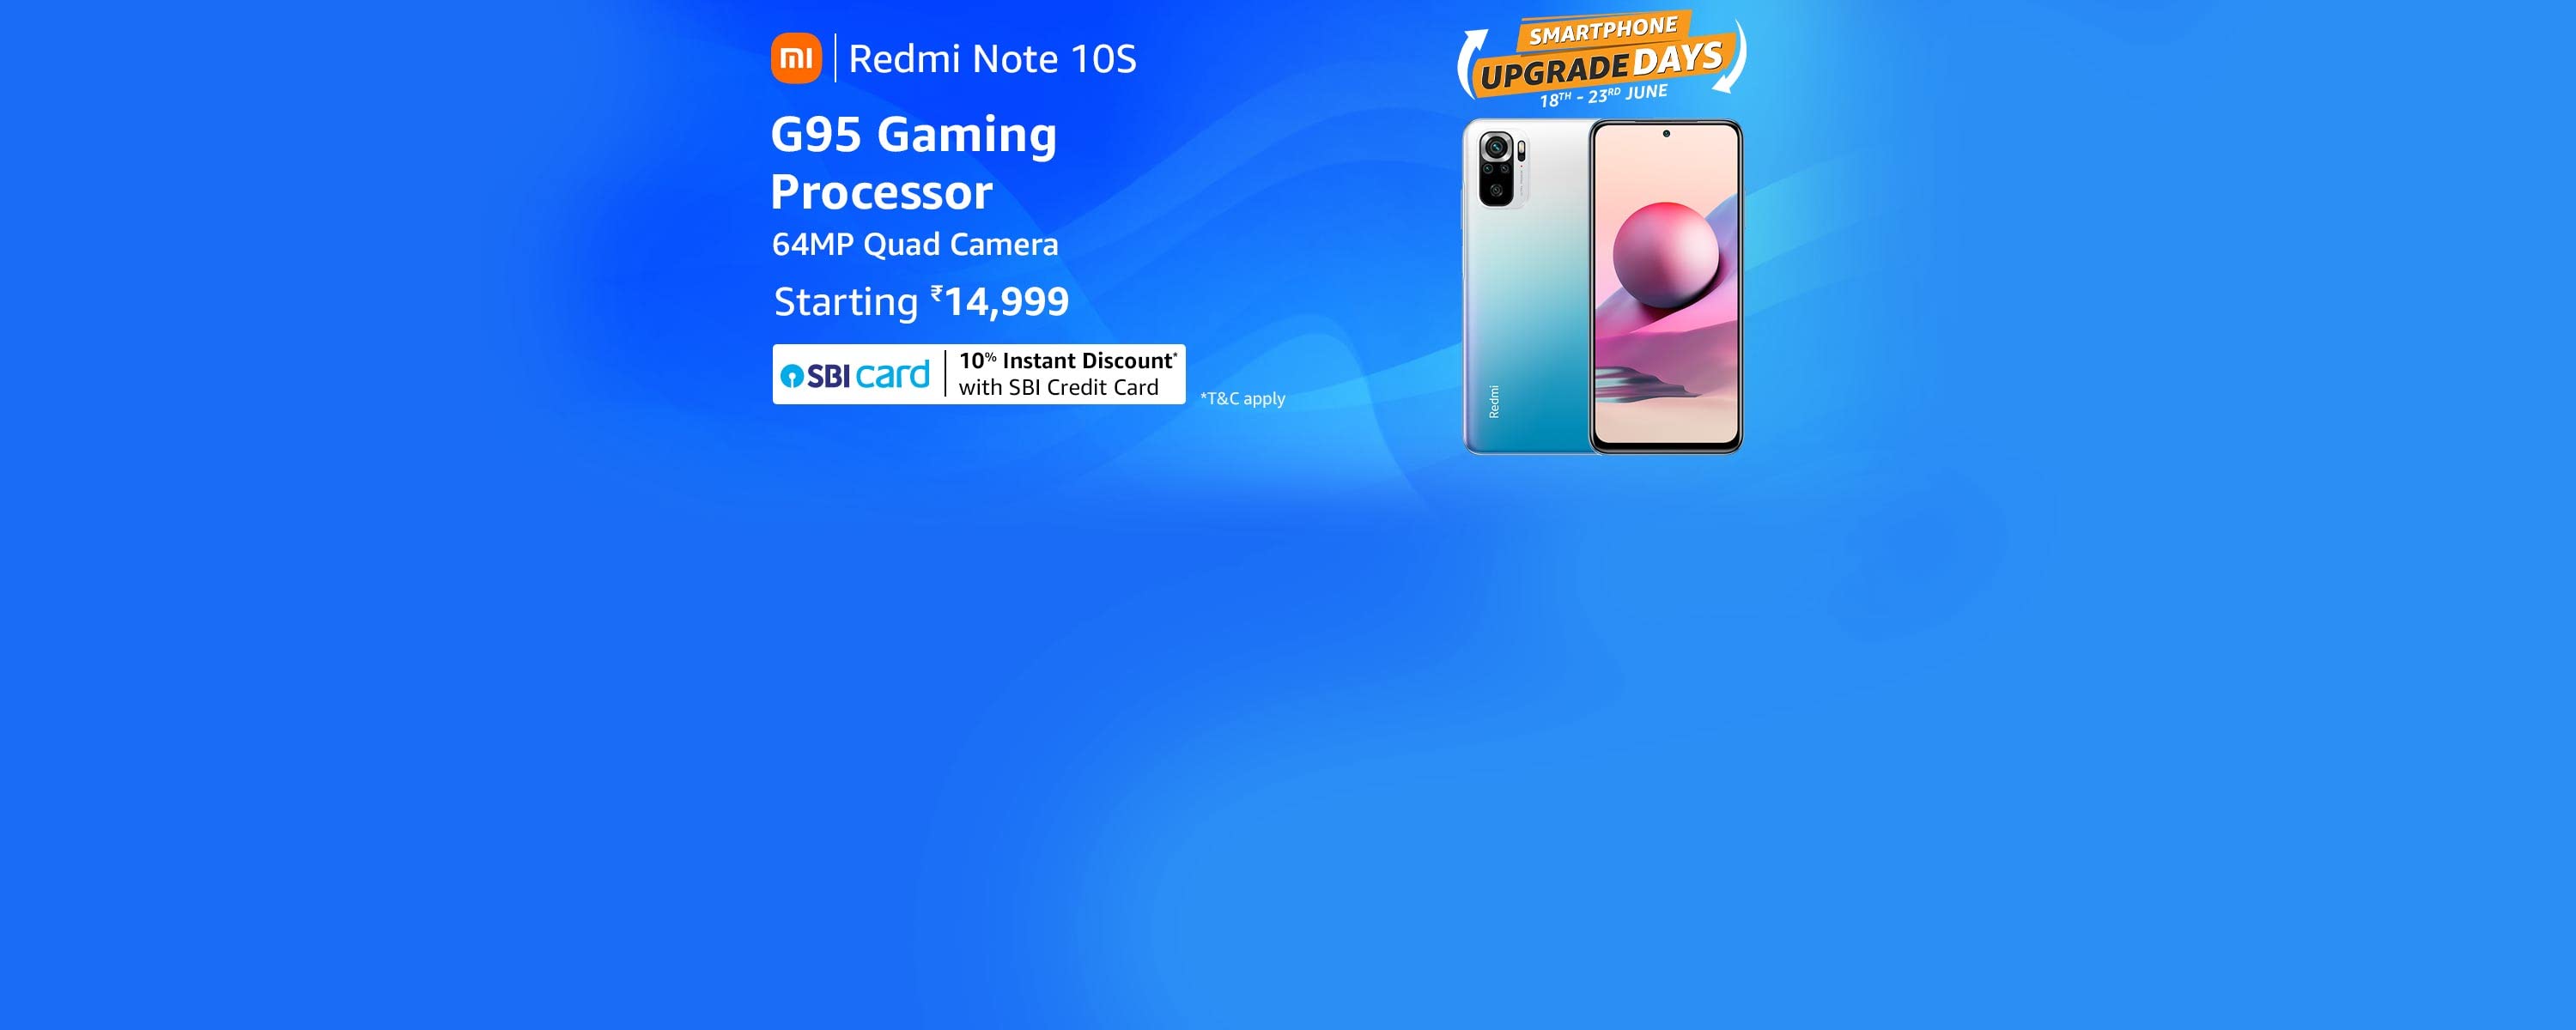 mi | Redmi Note 10S
G95 Gaming
Processor
64MP Quad Camera
Starting ₹14,999
SBI card
10% Instant Discount*
with SBI Credit Card
*T&C apply
SMARTPHONE
UPGRADE DAYS
18TH - 23RD JUNE
Redmi